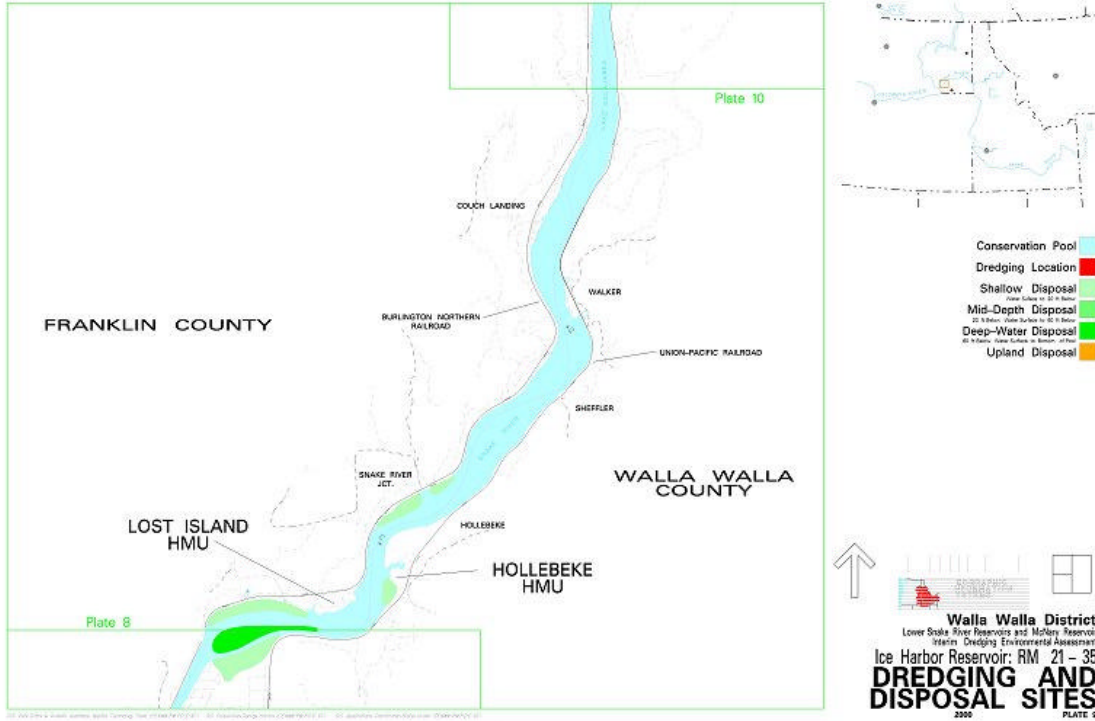 Plate 10
COUCH LANDING
WALKER
BURLINGTON NORTHERN
RAILROAD
FRANKLIN COUNTY
UNION-PACIFIC RAILROAD
SHEFFLER
SNAKE RIVER
JCT.
WALLA WALLA
COUNTY
LOST ISLAND
HMU
HOLLEBEKE
HOLLEBEKE
HMU
Plate 8
SNAKE RIVER
Conservation Pool
Dredging Location
Shallow Disposal
Mid-Depth Disposal
Deep-Water Disposal
Upland Disposal
Walla Walla District
Lower Snake River Reservoirs and McNary Reservoir
Interim Dredging Environmental Assessment
Ice Harbor Reservoir: RM 21 - 35
DREDGING AND
DISPOSAL SITES
2000
PLATE 9